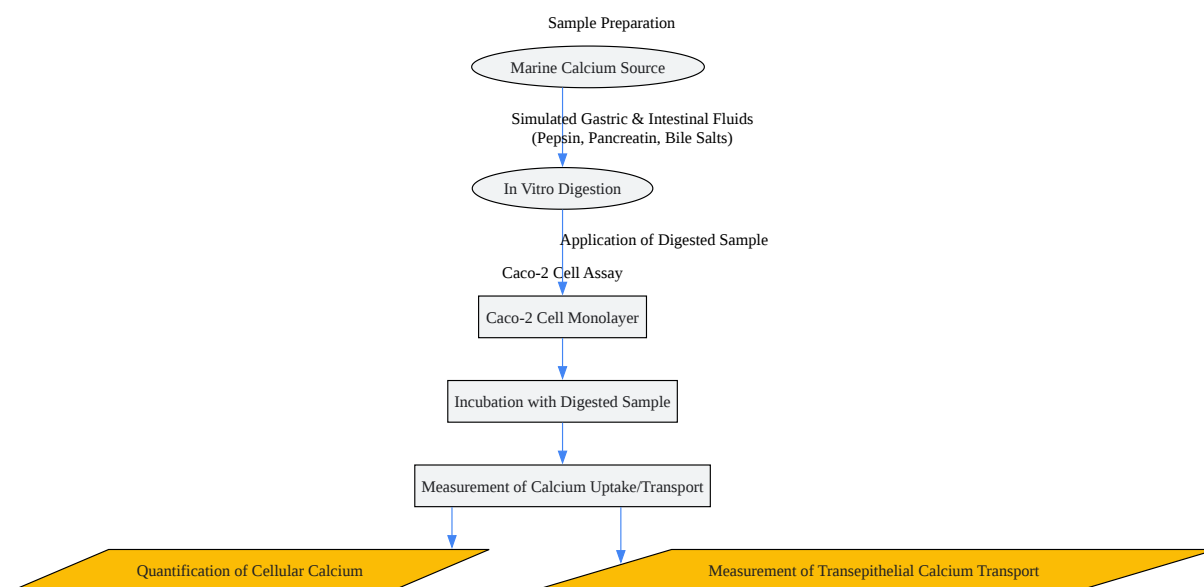 Sample Preparation
Marine Calcium Source
Simulated Gastric & Intestinal Fluids
(Pepsin, Pancreatin, Bile Salts)
In Vitro Digestion
Application of Digested Sample
Caco-2 Cell Assay
Caco-2 Cell Monolayer
Incubation with Digested Sample
Measurement of Calcium Uptake/Transport
Quantification of Cellular Calcium
Measurement of Transepithelial Calcium Transport